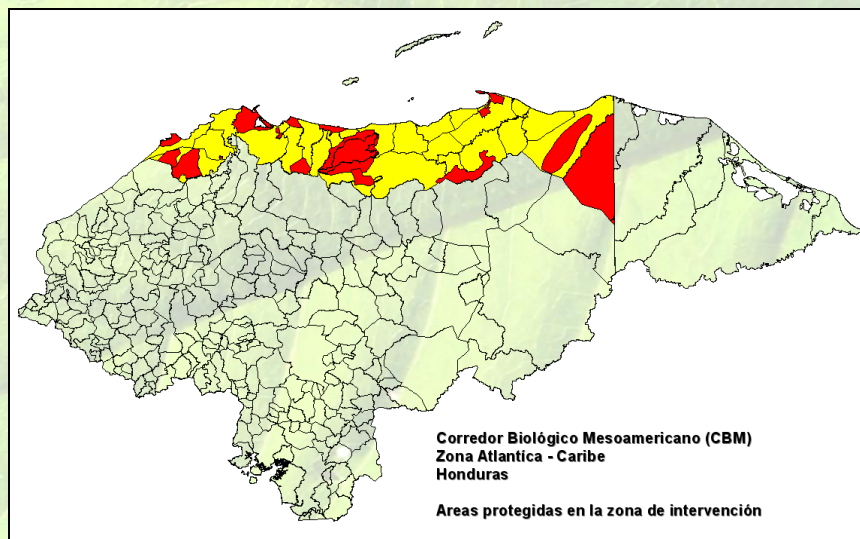 Corredor Biológico Mesoamericano (CBM)
Zona Atlantíca - Caribe
Honduras
Areas protegidas en la zona de intervención